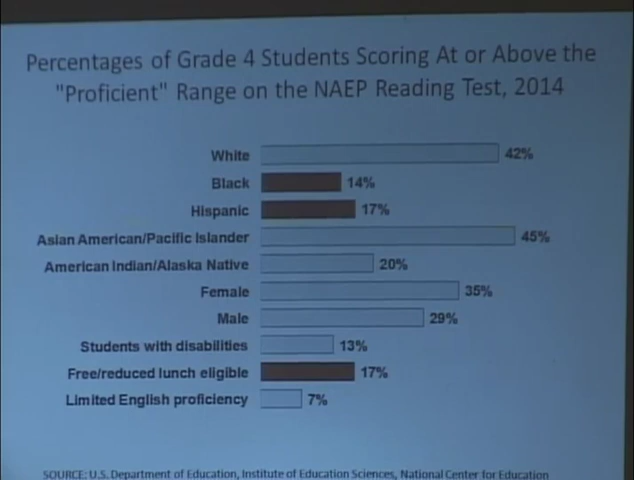 Percentages of Grade 4 Students Scoring At or Above the
"Proficient" Range on the NAEP Reading Test, 2014
White 42%
Black 14%
Hispanic 17%
Asian American/Pacific Islander 45%
American Indian/Alaska Native 20%
Female 35%
Male 29%
Students with disabilities 13%
Free/reduced lunch eligible 17%
Limited English proficiency 7%
SOURCE: U.S. Department of Education, Institute of Education Sciences, National Center for Education